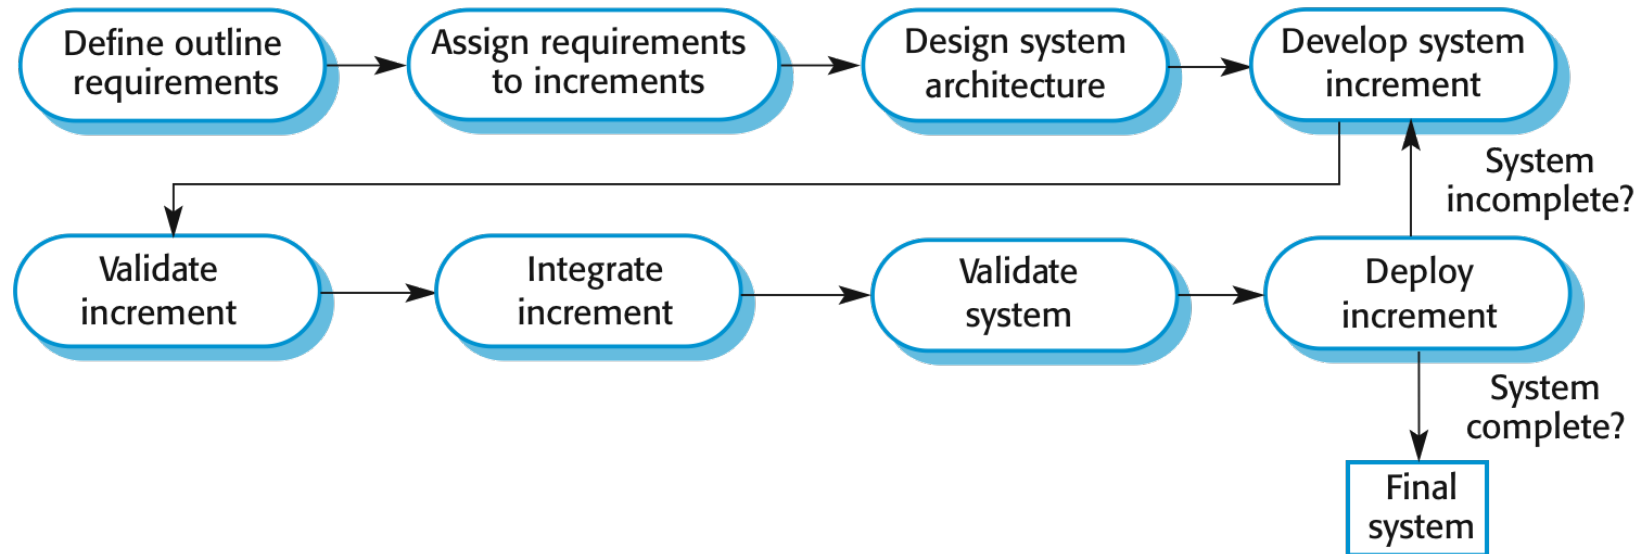 Define outline
requirements
Assign requirements
to increments
Design system
architecture
Develop system
increment
System
incomplete?
Validate
increment
Integrate
increment
Validate
system
Deploy
increment
System
complete?
Final
system